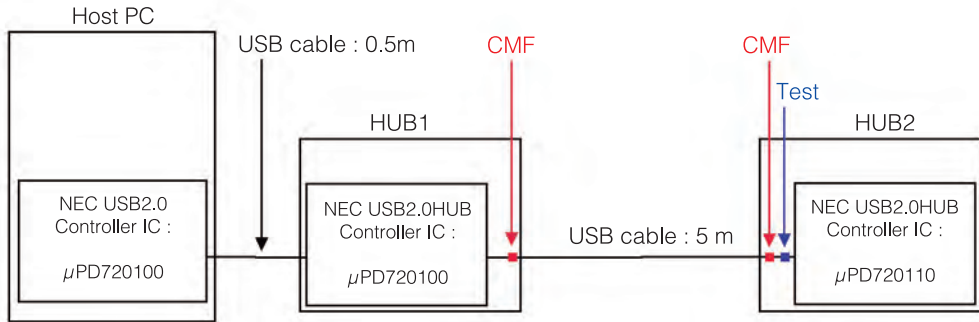 Host PC
USB cable : 0.5m
CMF
CMF
Test
HUB1
HUB2
NEC USB2.0
Controller IC :
µPD720100
NEC USB2.0HUB
Controller IC :
µPD720100
USB cable : 5 m
NEC USB2.0HUB
Controller IC :
µPD720110